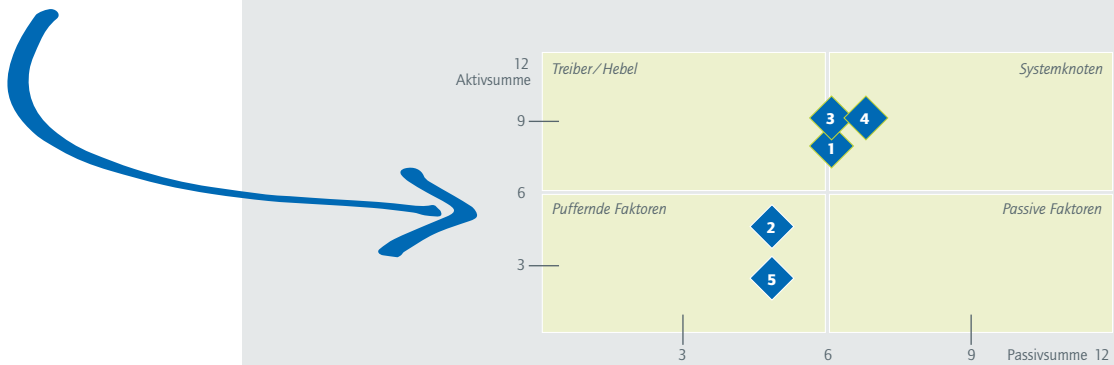 12
Aktivsumme
Treiber/Hebel
Systemknoten
9
3
4
1
6
Puffernde Faktoren
Passive Faktoren
2
3
5
3
6
9
Passivsumme 12